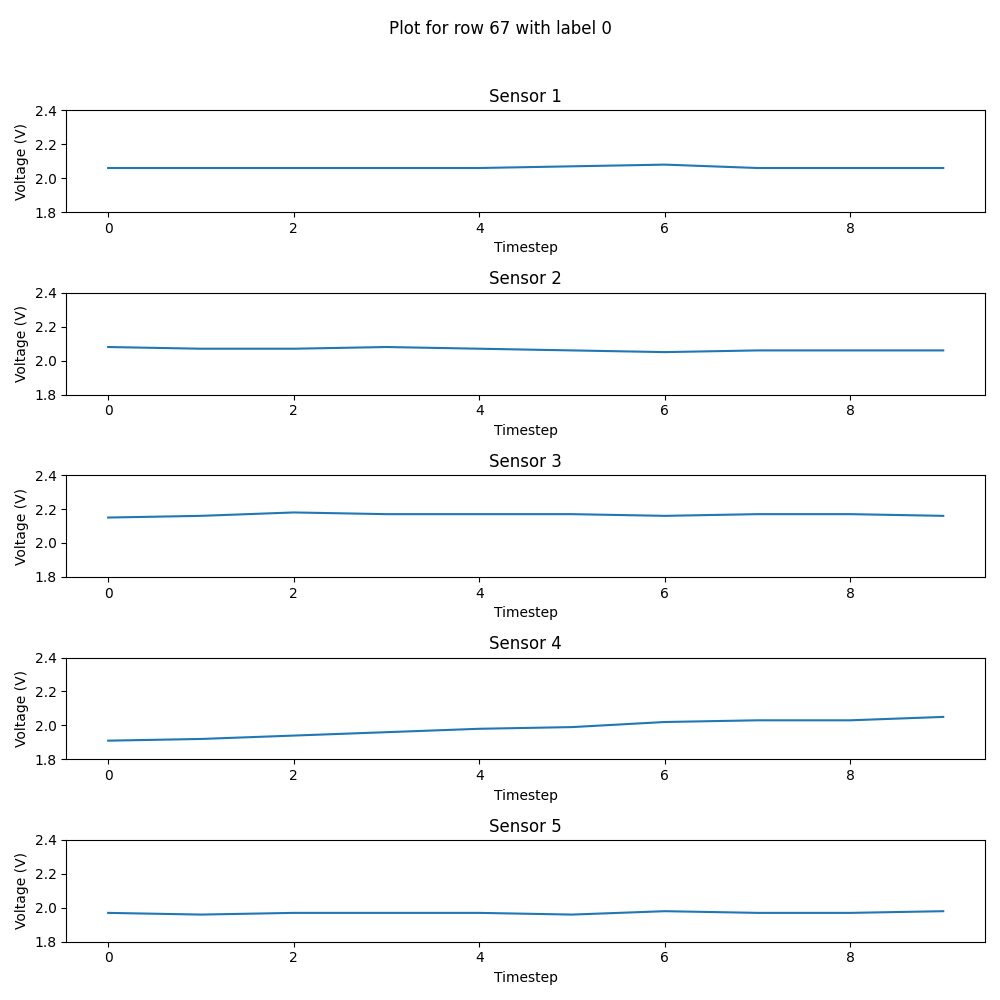 Plot for row 67 with label 0
Sensor 1
Voltage (V)
2.4
2.2
2.0
1.8
0 2 4 6 8
Timestep
Sensor 2
Voltage (V)
2.4
2.2
2.0
1.8
0 2 4 6 8
Timestep
Sensor 3
Voltage (V)
2.4
2.2
2.0
1.8
0 2 4 6 8
Timestep
Sensor 4
Voltage (V)
2.4
2.2
2.0
1.8
0 2 4 6 8
Timestep
Sensor 5
Voltage (V)
2.4
2.2
2.0
1.8
0 2 4 6 8
Timestep